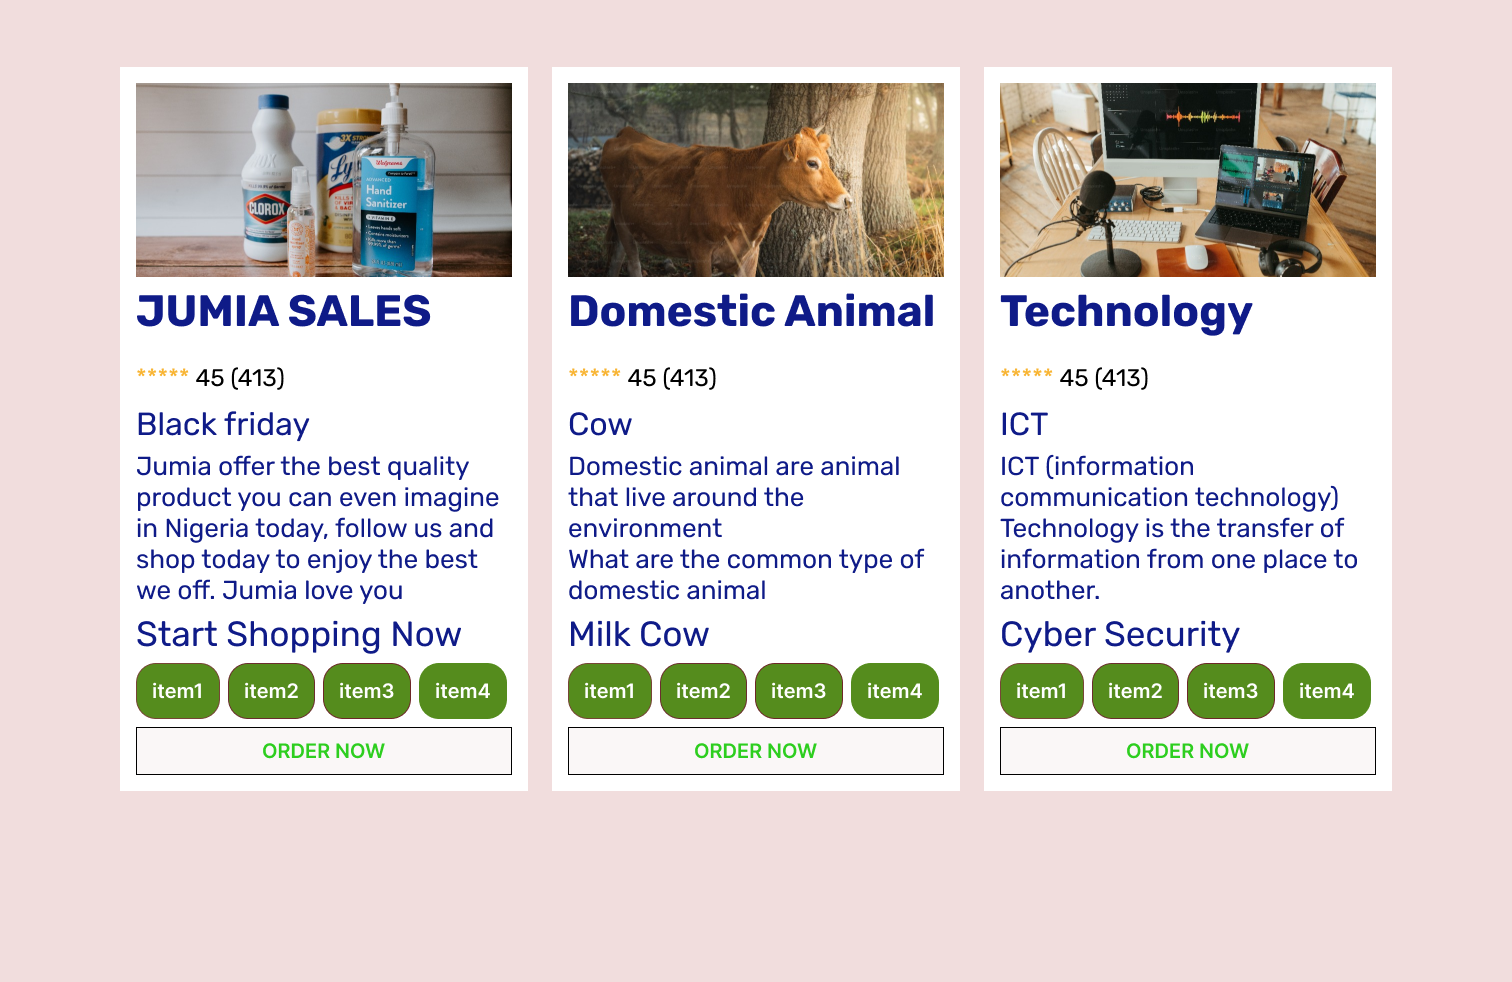 CLOROX
3X
Walgreens
ADVANCED
Hand
Sanitizer
JUMIA SALES
***** 45 (413)
Black friday
Jumia offer the best quality
product you can even imagine
in Nigeria today, follow us and
shop today to enjoy the best
we off. Jumia love you
Start Shopping Now
item1 item2 item3 item4
ORDER NOW
Domestic Animal
***** 45 (413)
Cow
Domestic animal are animal
that live around the
environment
What are the common type of
domestic animal
Milk Cow
item1 item2 item3 item4
ORDER NOW
Technology
***** 45 (413)
ICT
ICT (information
communication technology)
Technology is the transfer of
information from one place to
another.
Cyber Security
item1 item2 item3 item4
ORDER NOW